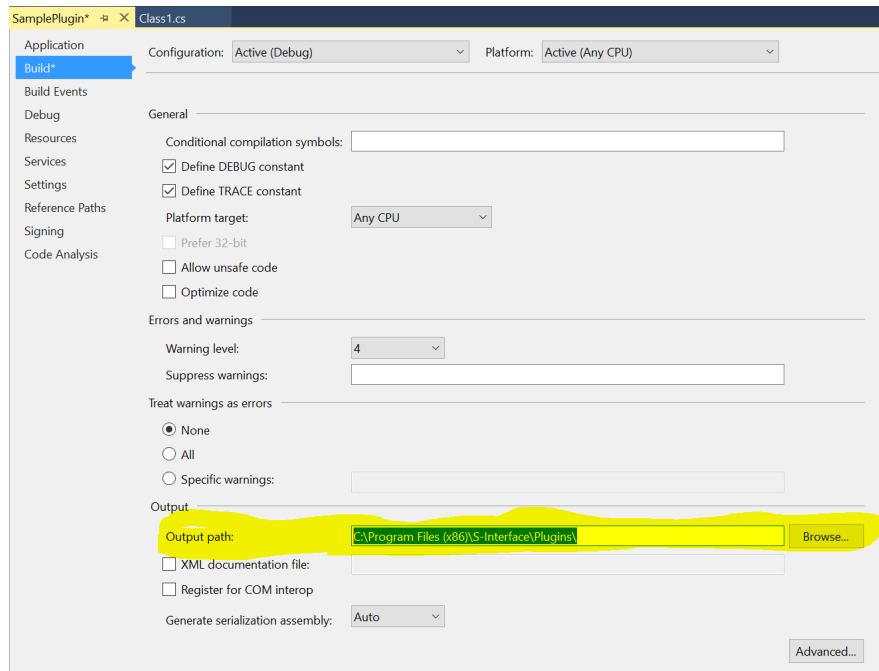 SamplePlugin* Class1.cs
Application
Build*
Build Events
Debug
Resources
Services
Settings
Reference Paths
Signing
Code Analysis
Configuration: Active (Debug) Platform: Active (Any CPU)
General
Conditional compilation symbols:
Define DEBUG constant
Define TRACE constant
Platform target: Any CPU
Prefer 32-bit
Allow unsafe code
Optimize code
Errors and warnings
Warning level: 4
Suppress warnings:
Treat warnings as errors
None
All
Specific warnings:
Output
Output path: C:\Program Files (x86)\S-Interface\Plugins\ Browse...
XML documentation file:
Register for COM interop
Generate serialization assembly: Auto
Advanced...